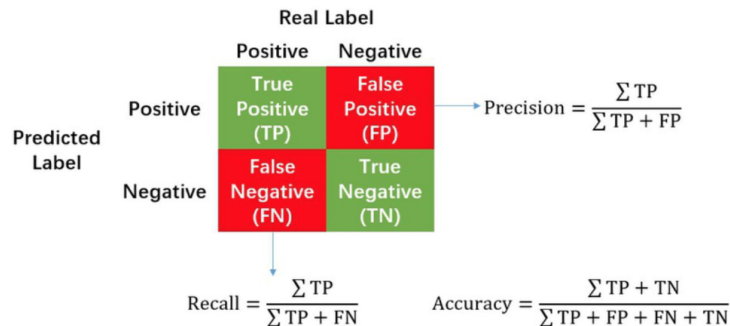 Real Label
Positive Negative
Predicted Label
Positive
True Positive (TP)
False Positive (FP)
Precision = ∑ TP / ∑ TP + FP
Negative
False Negative (FN)
True Negative (TN)
Recall = ∑ TP / ∑ TP + FN
Accuracy = ∑ TP + TN / ∑ TP + FP + FN + TN